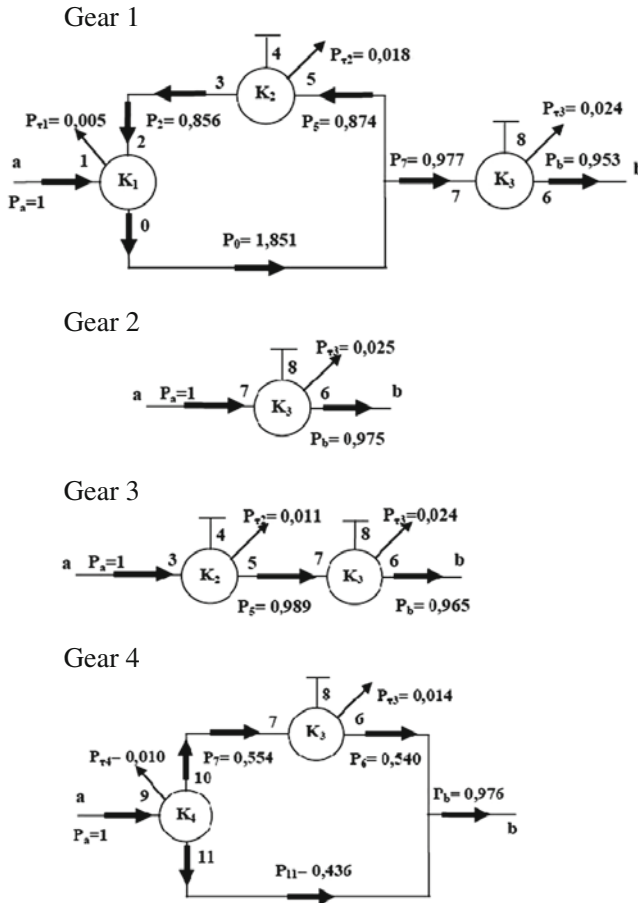 Gear 1
4
Pτ2= 0,018
3
K2
5
Pτ1= 0,005
P2= 0,856
P5= 0,874
Pτ3= 0,024
a
1
2
8
K1
P7= 0,977
K3
Pb= 0,953
b
Pa=1
7
6
0
P0= 1,851
Gear 2
Pτ3= 0,025
8
a
Pa=1
7
6
b
K3
Pb= 0,975
Gear 3
Pτ2= 0,011
Pτ3=0,024
4
8
a
Pa=1
3
5
7
6
b
K2
K3
P5= 0,989
Pb= 0,965
Gear 4
8
Pτ3= 0,014
7
6
K3
Pτ4– 0,010
P7= 0,554
P6= 0,540
10
a
9
Pb= 0,976
K4
Pa=1
b
11
P11– 0,436